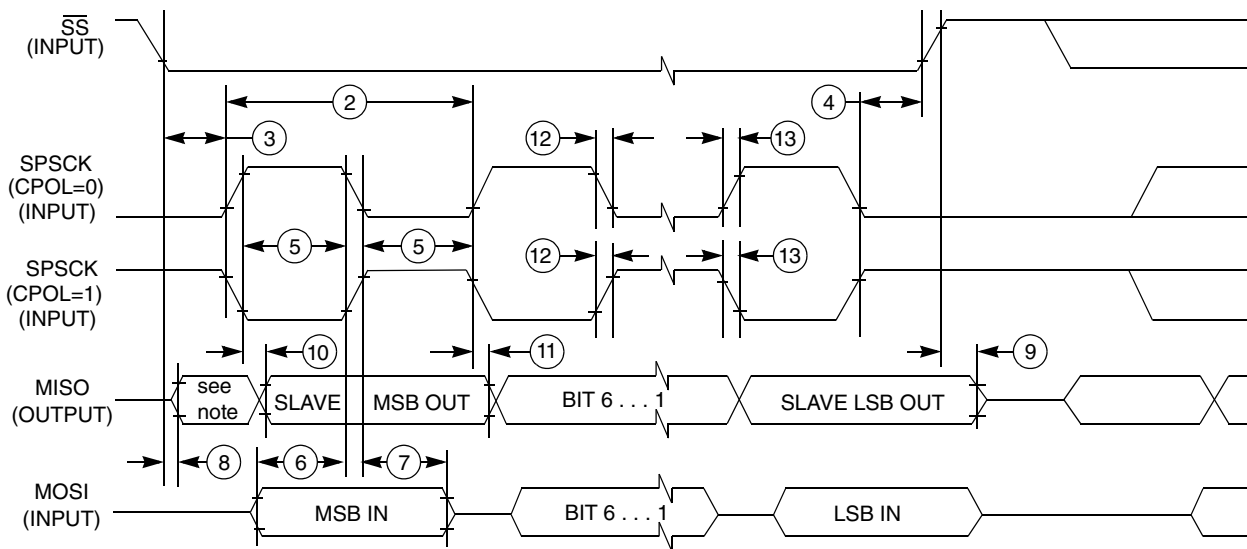 SS
(INPUT)
2
4
3
12
13
SPSCK
(CPOL=0)
(INPUT)
5
5
12
13
SPSCK
(CPOL=1)
(INPUT)
10
11
9
MISO
(OUTPUT)
see
note
SLAVE
MSB OUT
BIT 6 . . . 1
SLAVE LSB OUT
8
6
7
MOSI
(INPUT)
MSB IN
BIT 6 . . . 1
LSB IN